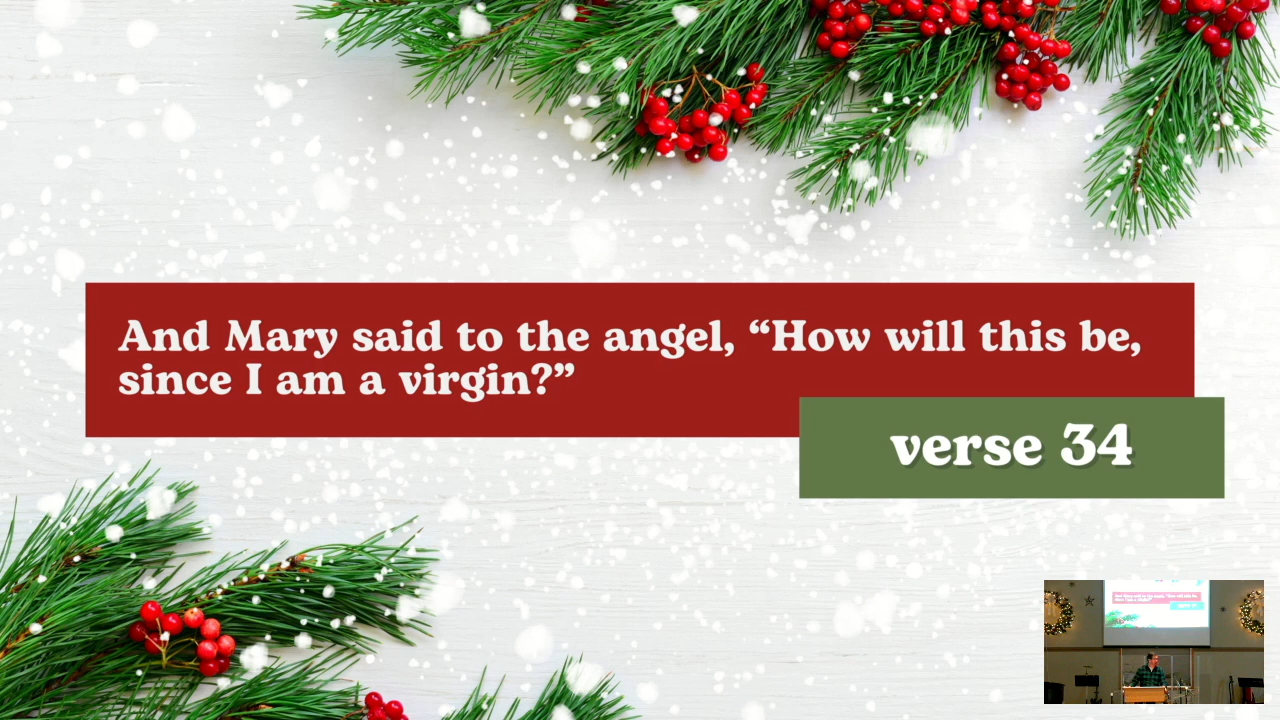 And Mary said to the angel, “How will this be,
since I am a virgin?”
verse 34